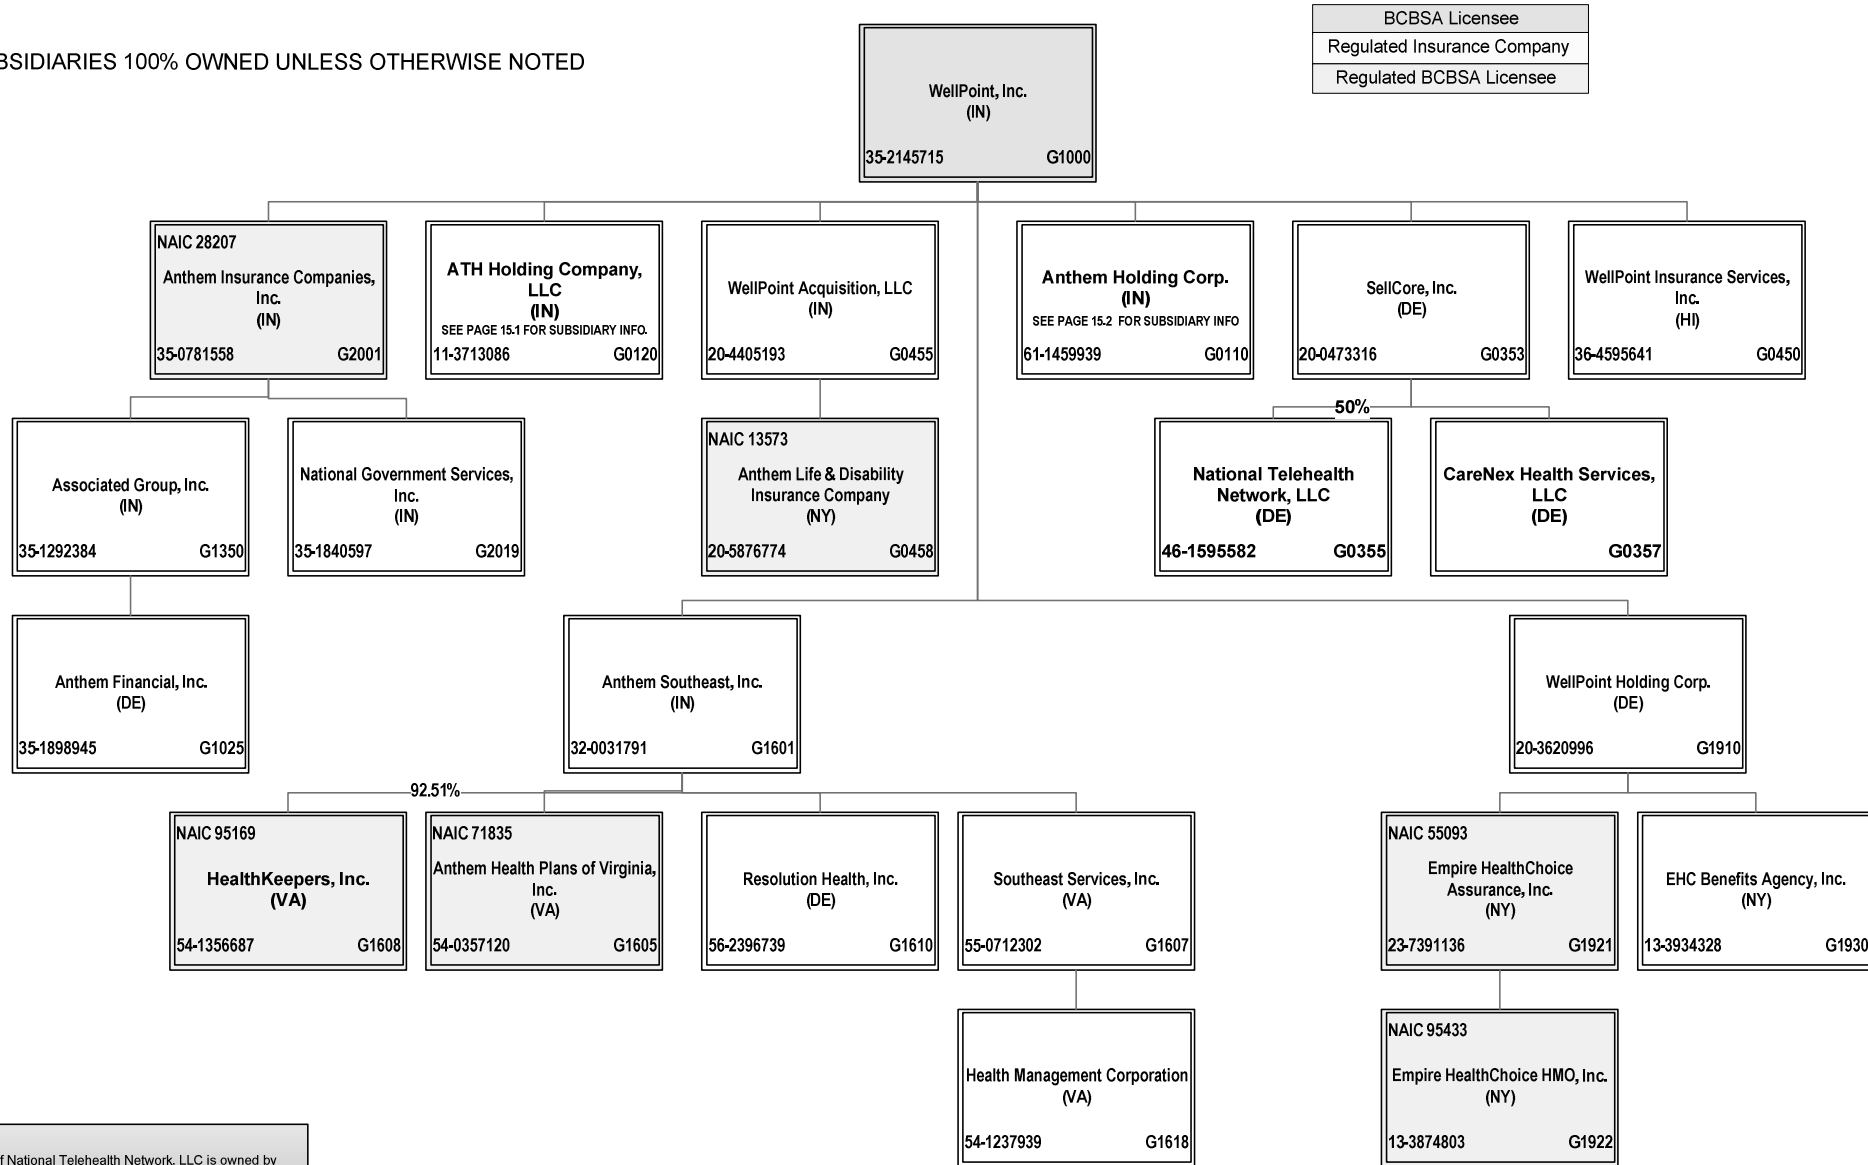 BCBSA Licensee
Regulated Insurance Company
Regulated BCBSA Licensee
100% OWNED UNLESS OTHERWISE NOTED
WellPoint, Inc.
(IN)
35-2145715 G1000
NAIC 28207
Anthem Insurance Companies,
Inc.
(IN)
35-0781558 G2001
ATH Holding Company,
LLC
(IN)
SEE PAGE 15.1 FOR SUBSIDIARY INFO.
11-3713086 G0120
WellPoint Acquisition, LLC
(IN)
20-4405193 G0455
Anthem Holding Corp.
(IN)
SEE PAGE 15.2 FOR SUBSIDIARY INFO
61-1459939 G0110
SellCore, Inc.
(DE)
20-0473316 G0353
WellPoint Insurance Services,
Inc.
(HI)
36-4595641 G0450
50%
Associated Group, Inc.
(IN)
35-1292384 G1350
National Government Services,
Inc.
(IN)
35-1840597 G2019
NAIC 13573
Anthem Life & Disability
Insurance Company
(NY)
20-5876774 G0458
National Telehealth
Network, LLC
(DE)
46-1595582 G0355
CareNex Health Services,
LLC
(DE)
G0357
Anthem Financial, Inc.
(DE)
35-1898945 G1025
Anthem Southeast, Inc.
(IN)
32-0031791 G1601
WellPoint Holding Corp.
(DE)
20-3620996 G1910
92.51%
NAIC 95169
HealthKeepers, Inc.
(VA)
54-1356687 G1608
NAIC 71835
Anthem Health Plans of Virginia,
Inc.
(VA)
54-0357120 G1605
Resolution Health, Inc.
(DE)
56-2396739 G1610
Southeast Services, Inc.
(VA)
55-0712302 G1607
NAIC 55093
Empire HealthChoice
Assurance, Inc.
(NY)
23-7391136 G1921
EHC Benefits Agency, Inc.
(NY)
13-3934328 G1930
Health Management Corporation
(VA)
54-1237939 G1618
NAIC 95433
Empire HealthChoice HMO, Inc.
(NY)
13-3874803 G1922
National Telehealth Network, LLC is owned by